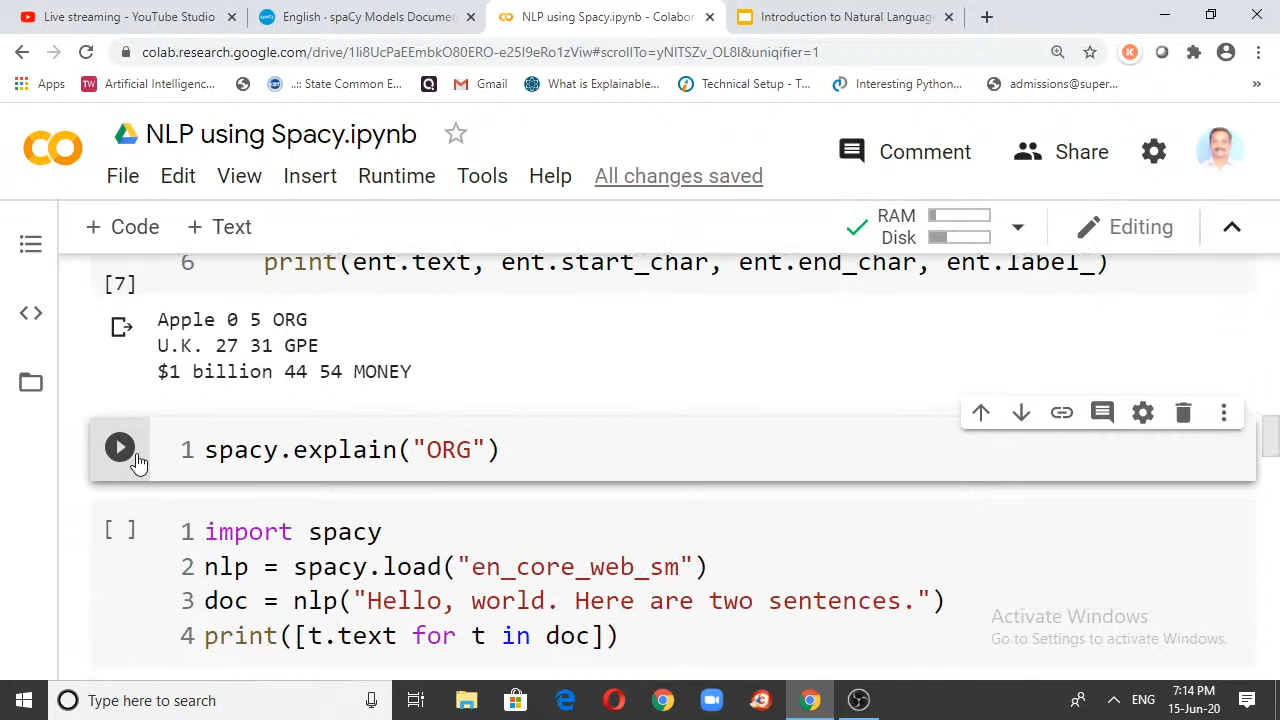 Live streaming - YouTube Studio
English · spaCy Models Docume
NLP using Spacy.ipynb - Colabor
Introduction to Natural Languag
colab.research.google.com/drive/1li8UcPaEEmbkO80ERO-e25I9eRo1zViw#scrollTo=yNITSZv_OL8I&uniqifier=1
Apps
TW
Artificial Intelligenc...
..:: State Common E...
Gmail
What is Explainable...
Technical Setup - T...
Interesting Python...
admissions@super...
»
NLP using Spacy.ipynb
Comment
Share
File Edit View Insert Runtime Tools Help All changes saved
+ Code + Text
RAM
Disk
Editing
6 print(ent.text, ent.start_char, ent.end_char, ent.label_)
[7]
Apple 0 5 ORG
U.K. 27 31 GPE
$1 billion 44 54 MONEY
1 spacy.explain("ORG")
[ ] 1 import spacy
2 nlp = spacy.load("en_core_web_sm")
3 doc = nlp("Hello, world. Here are two sentences.")
4 print([t.text for t in doc])
Activate Windows
Go to Settings to activate Windows.
Type here to search
ENG
7:14 PM
15-Jun-20